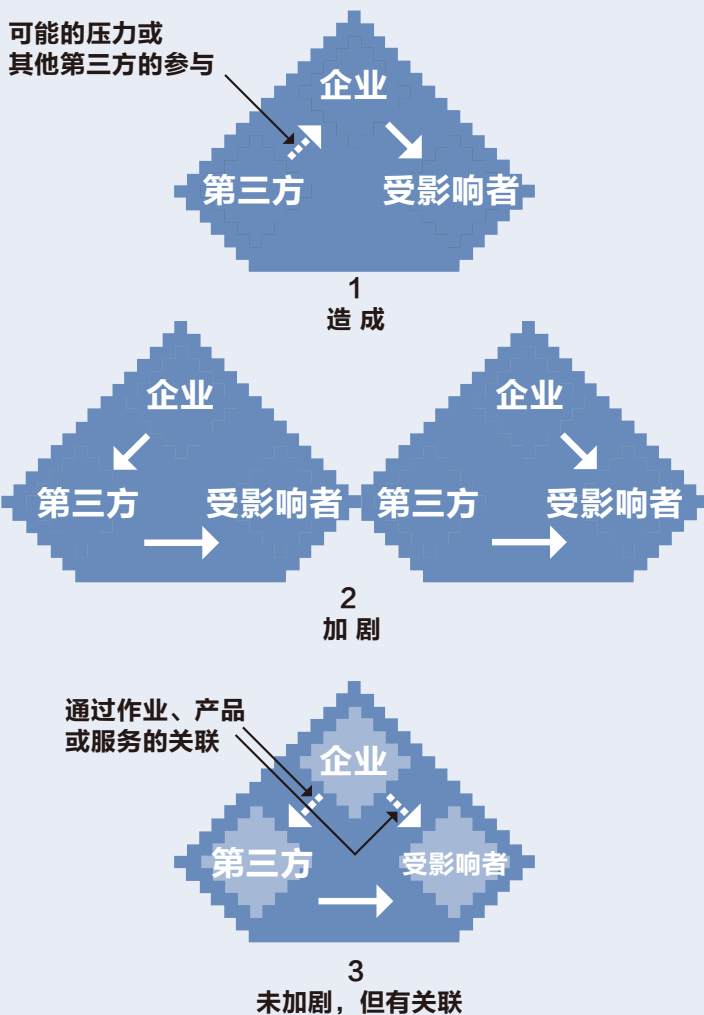 可能的压力或
其他第三方的参与
企业
第三方
受影响者
1
造 成
企业
第三方
受影响者
企业
第三方
受影响者
2
加 剧
通过作业、产品
或服务的关联
企业
第三方
受影响者
3
未加剧，但有关联